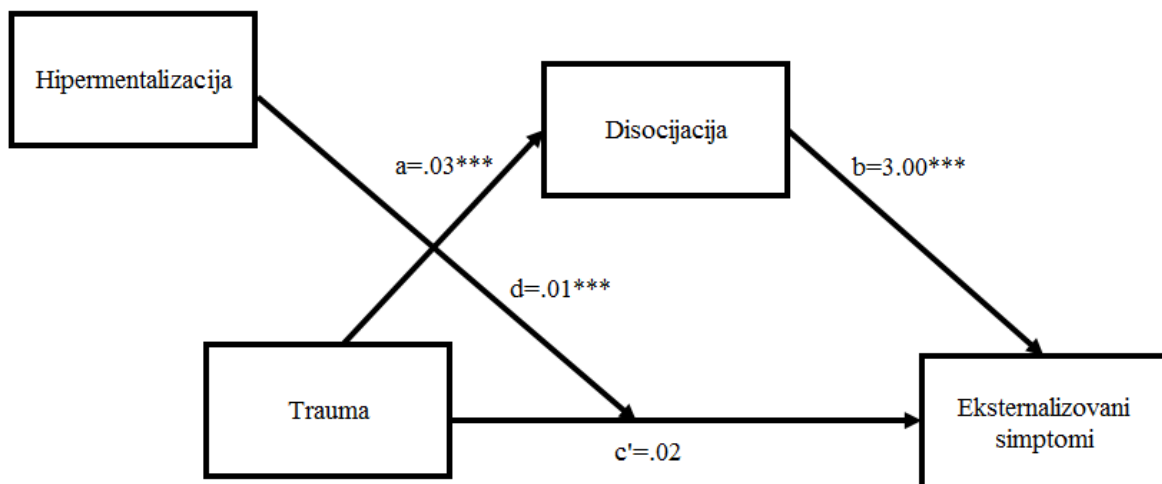 Hipermentalizacija
Disocijacija
a=.03***
b=3.00***
d=.01***
Trauma
Eksternalizovani
simptomi
c'=.02